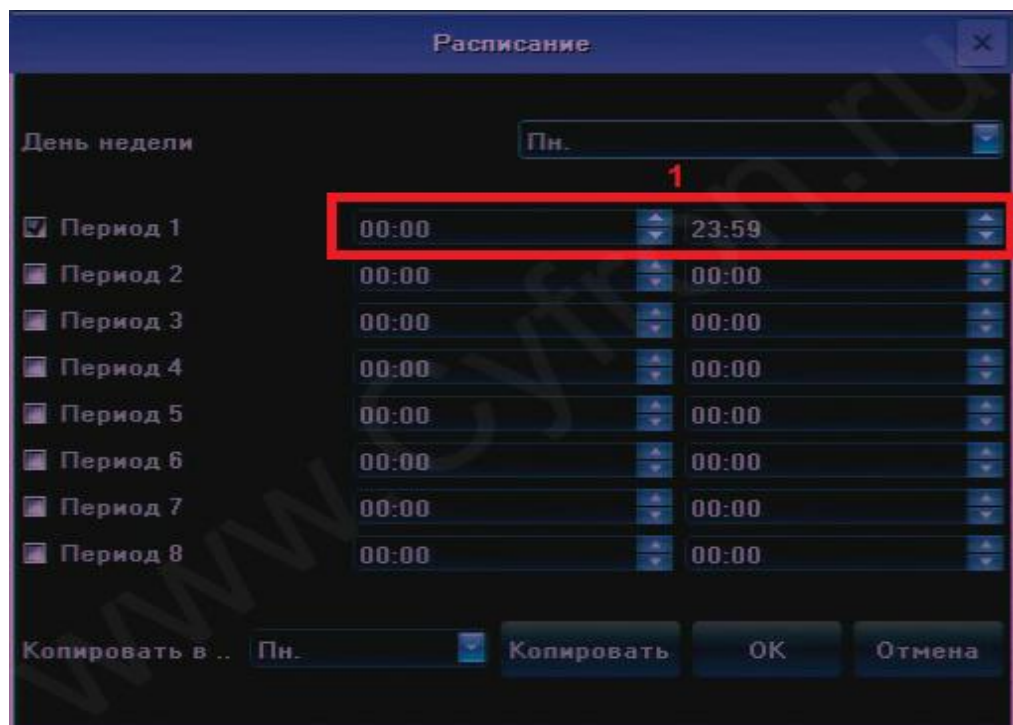 Расписание
День недели Пн.
1
Период 1 00:00 23:59
Период 2 00:00 00:00
Период 3 00:00 00:00
Период 4 00:00 00:00
Период 5 00:00 00:00
Период 6 00:00 00:00
Период 7 00:00 00:00
Период 8 00:00 00:00
Копировать в .. Пн. Копировать OK Отмена
www.Cyfron.ru